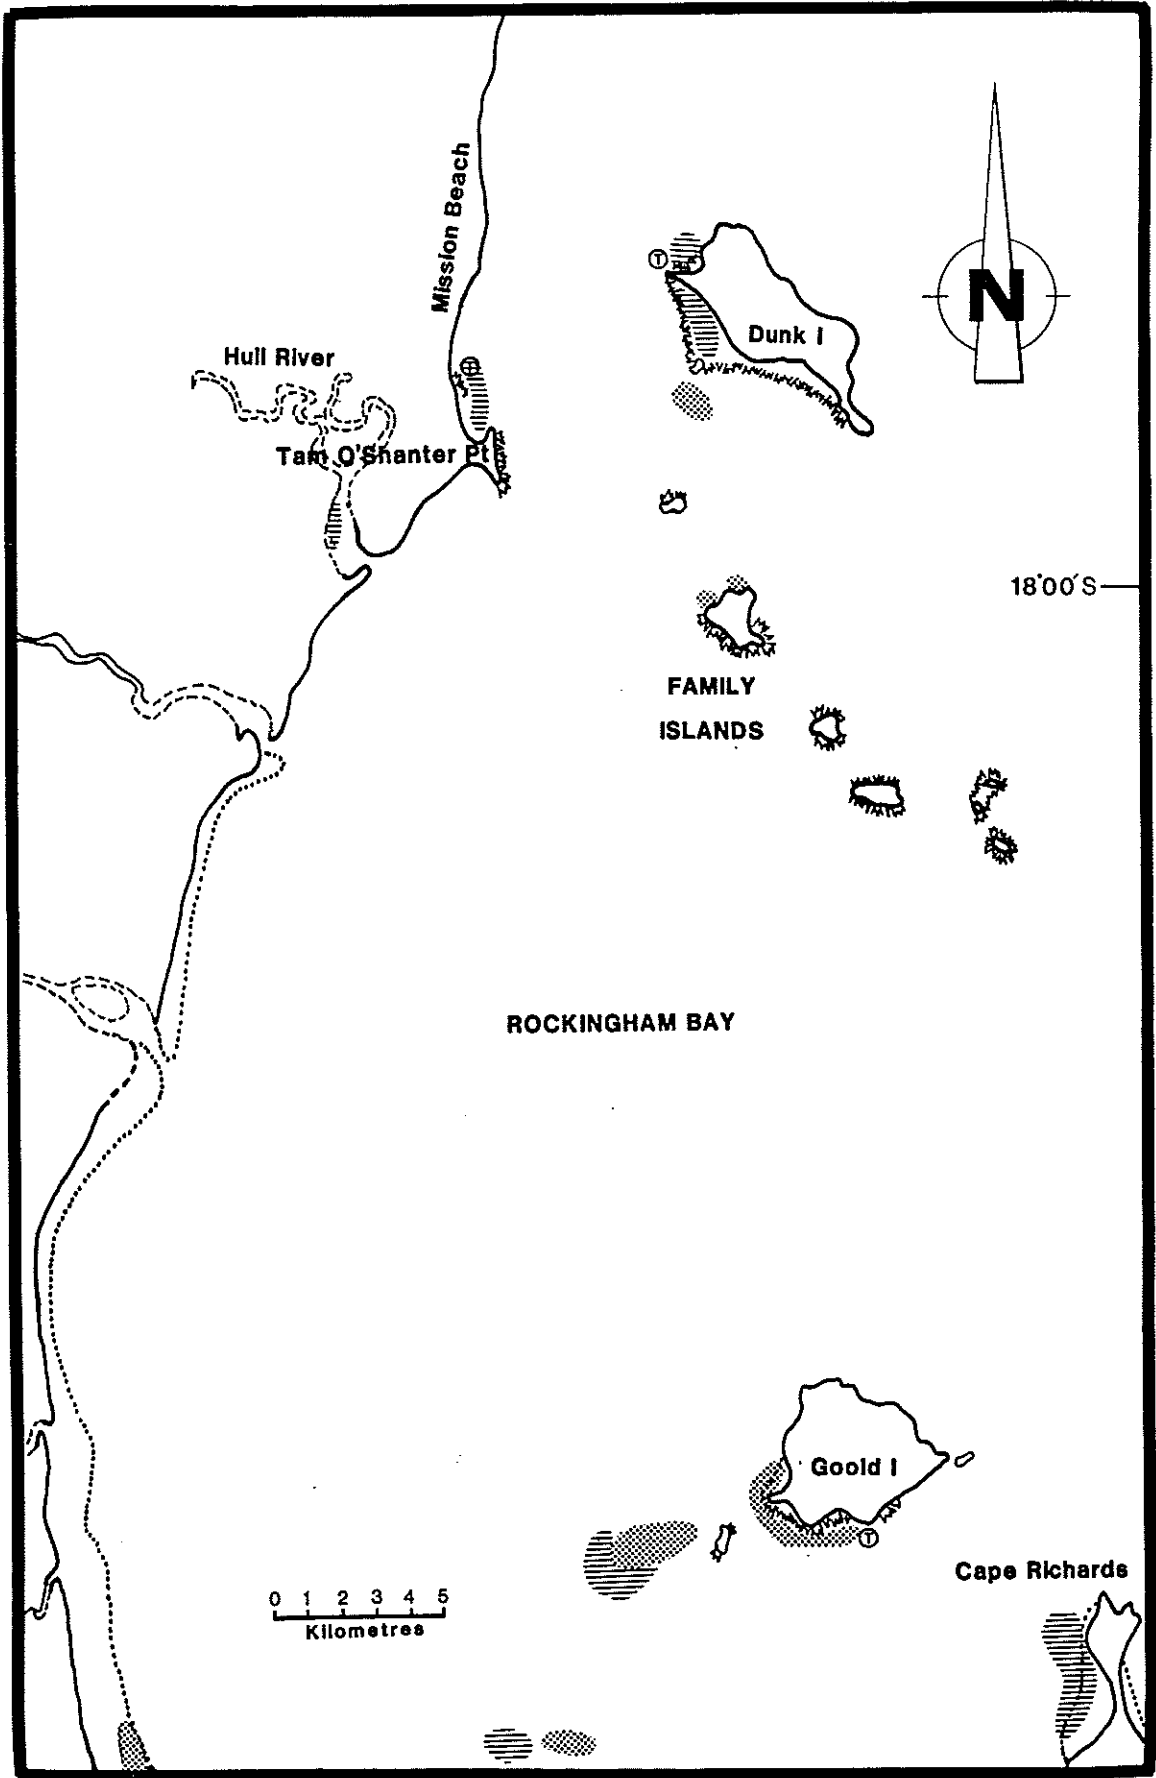 Mission Beach
T
N
Dunk I
Hull River
T
Tam O'Shanter Pt
18°00'S
FAMILY
ISLANDS
ROCKINGHAM BAY
Goold I
T
Cape Richards
0 1 2 3 4 5
Kilometres